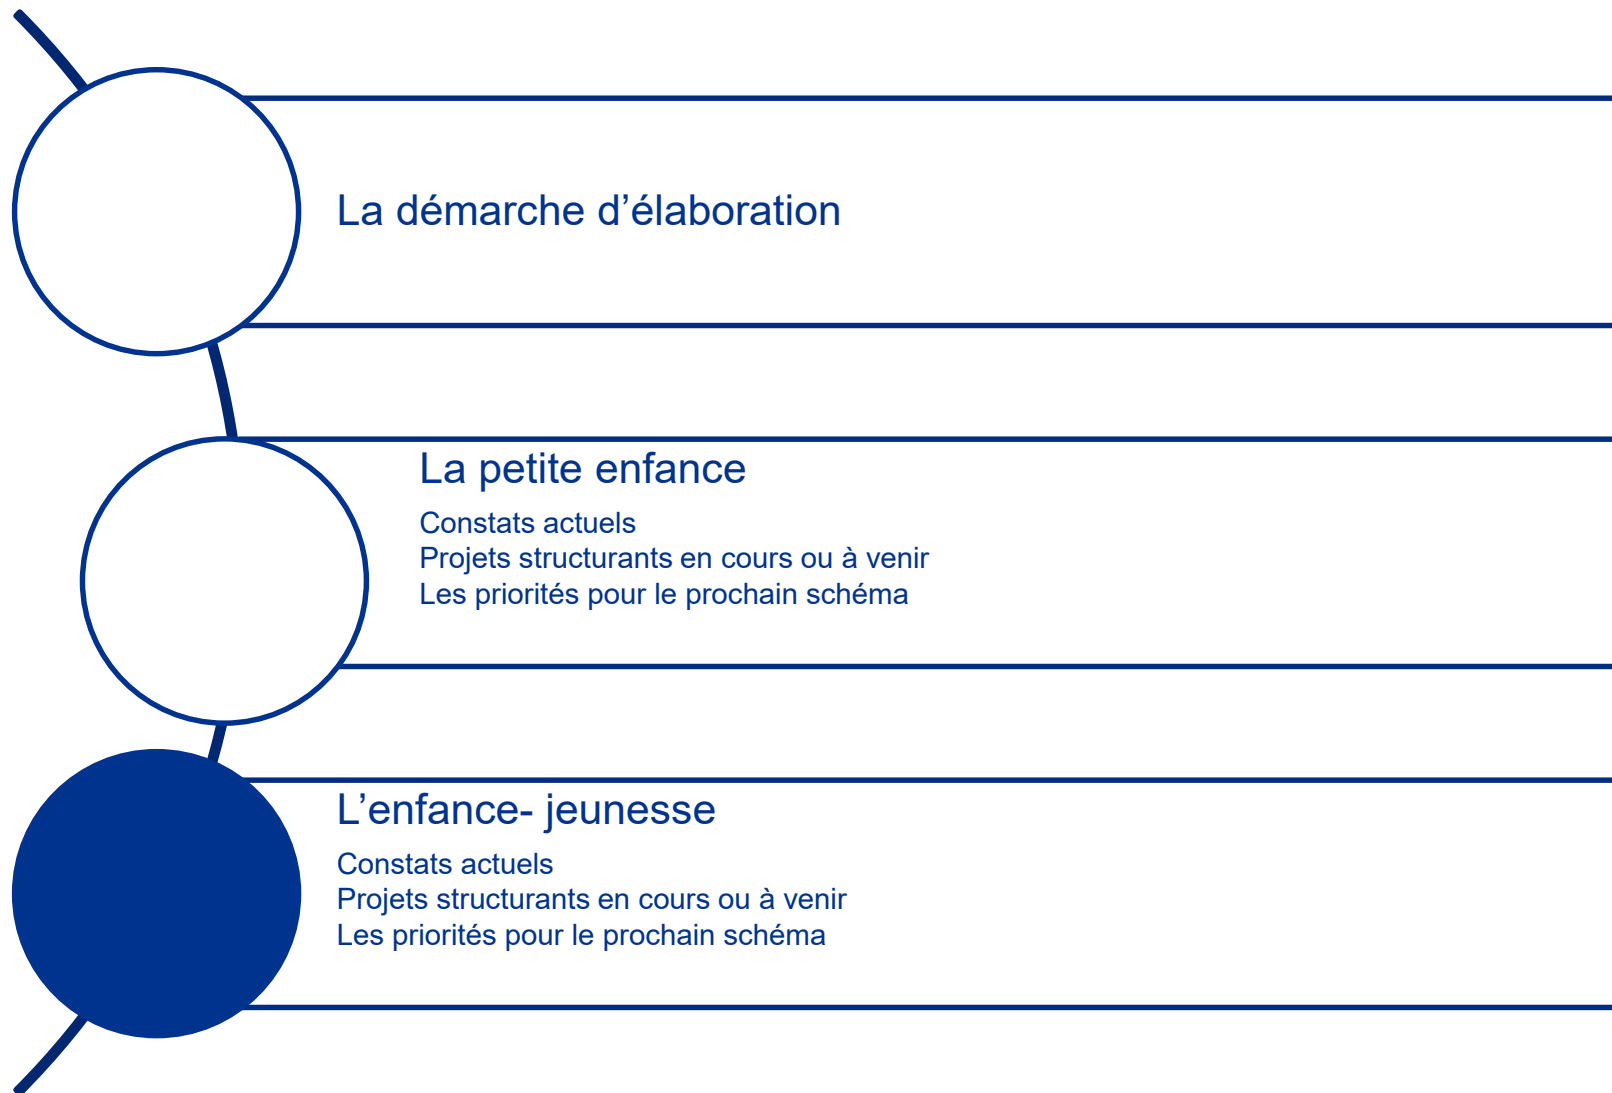 La démarche d’élaboration
La petite enfance
Constats actuels
Projets structurants en cours ou à venir
Les priorités pour le prochain schéma
L’enfance- jeunesse
Constats actuels
Projets structurants en cours ou à venir
Les priorités pour le prochain schéma